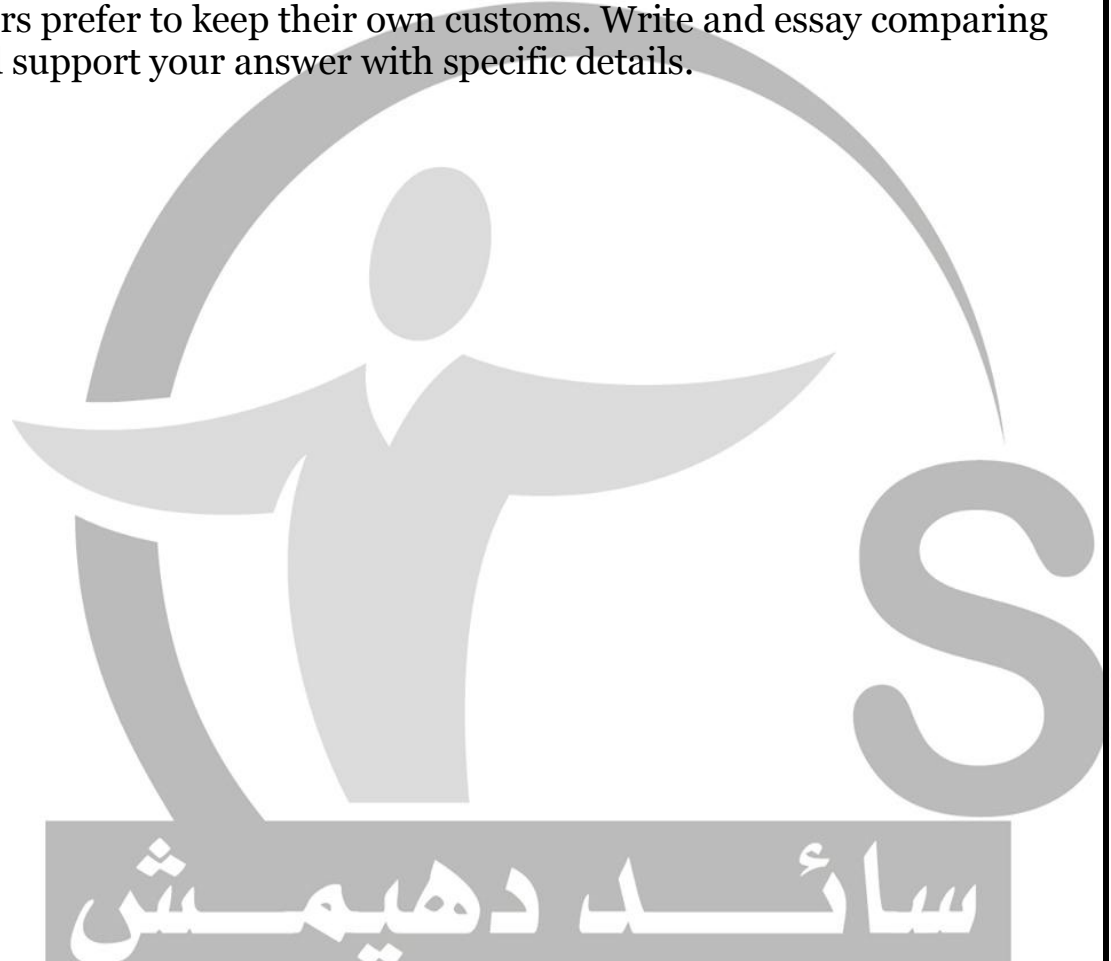 rs prefer to keep their own customs. Write and essay comparing
support your answer with specific details.
S
سائد دهيمش